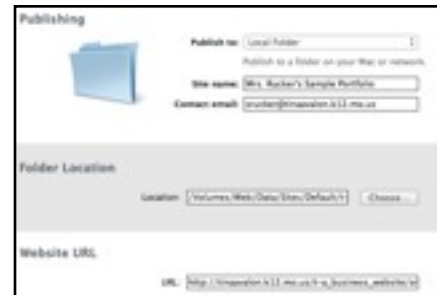 Publishing
Publish to: Local Folder
Publish to a folder on your Mac or network.
Site name: Mrs. Rucker's Sample Portfolio
Contact email:
Folder Location
Location: /Volumes/Web/Data/Sites/Default/ Choose...
Website URL
URL: